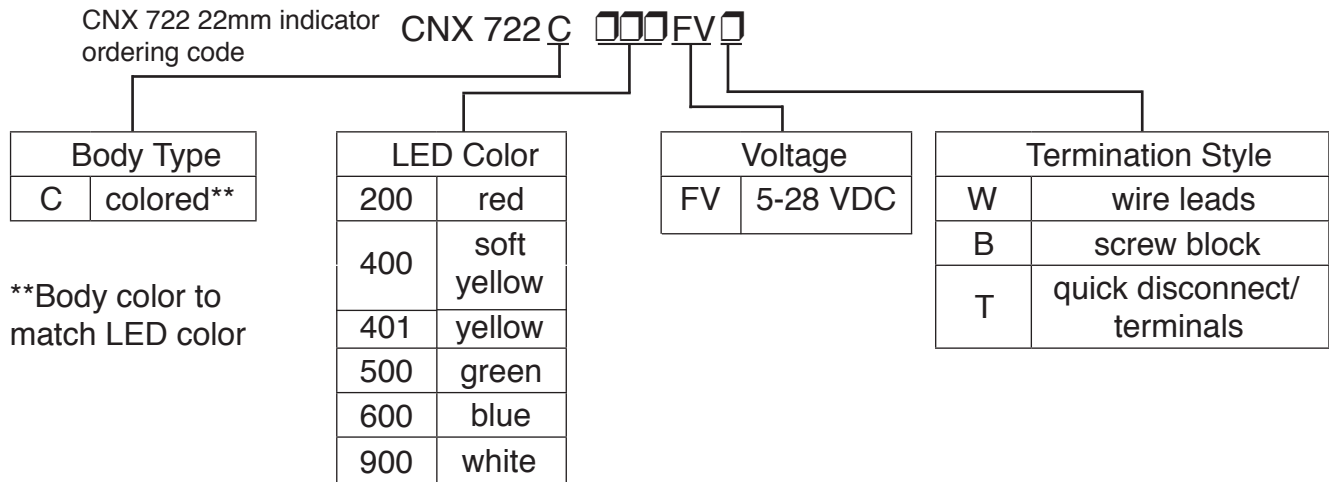 CNX 722 22mm indicator
ordering code
CNX 722 C ❒❒❒FV❒
Body Type
C colored**
**Body color to
match LED color
LED Color
200 red
400 soft
yellow
401 yellow
500 green
600 blue
900 white
Voltage
FV 5-28 VDC
Termination Style
W wire leads
B screw block
T quick disconnect/
terminals